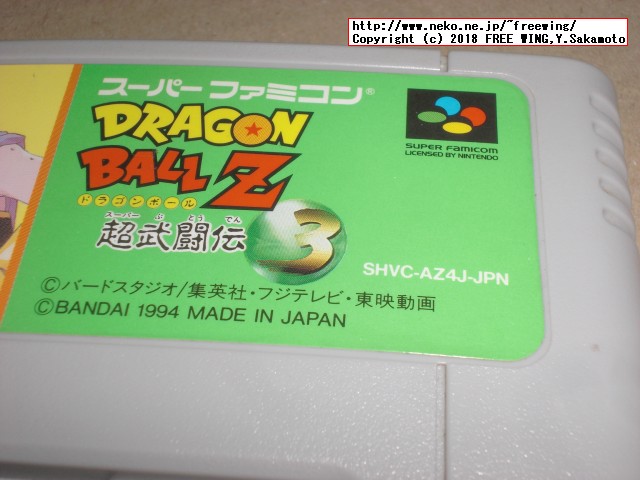 http://www.neko.ne.jp/~freewing/
Copyright (c) 2018 FREE WING,Y.Sakamoto
スーパーファミコン®
DRAGON
BALL Z
ドラゴンボール
スーパー ぶ とう でん
超武闘伝 3
SUPER FAMICOM
LICENSED BY NINTENDO
SHVC-AZ4J-JPN
©バードスタジオ/集英社・フジテレビ・東映動画
©BANDAI 1994 MADE IN JAPAN